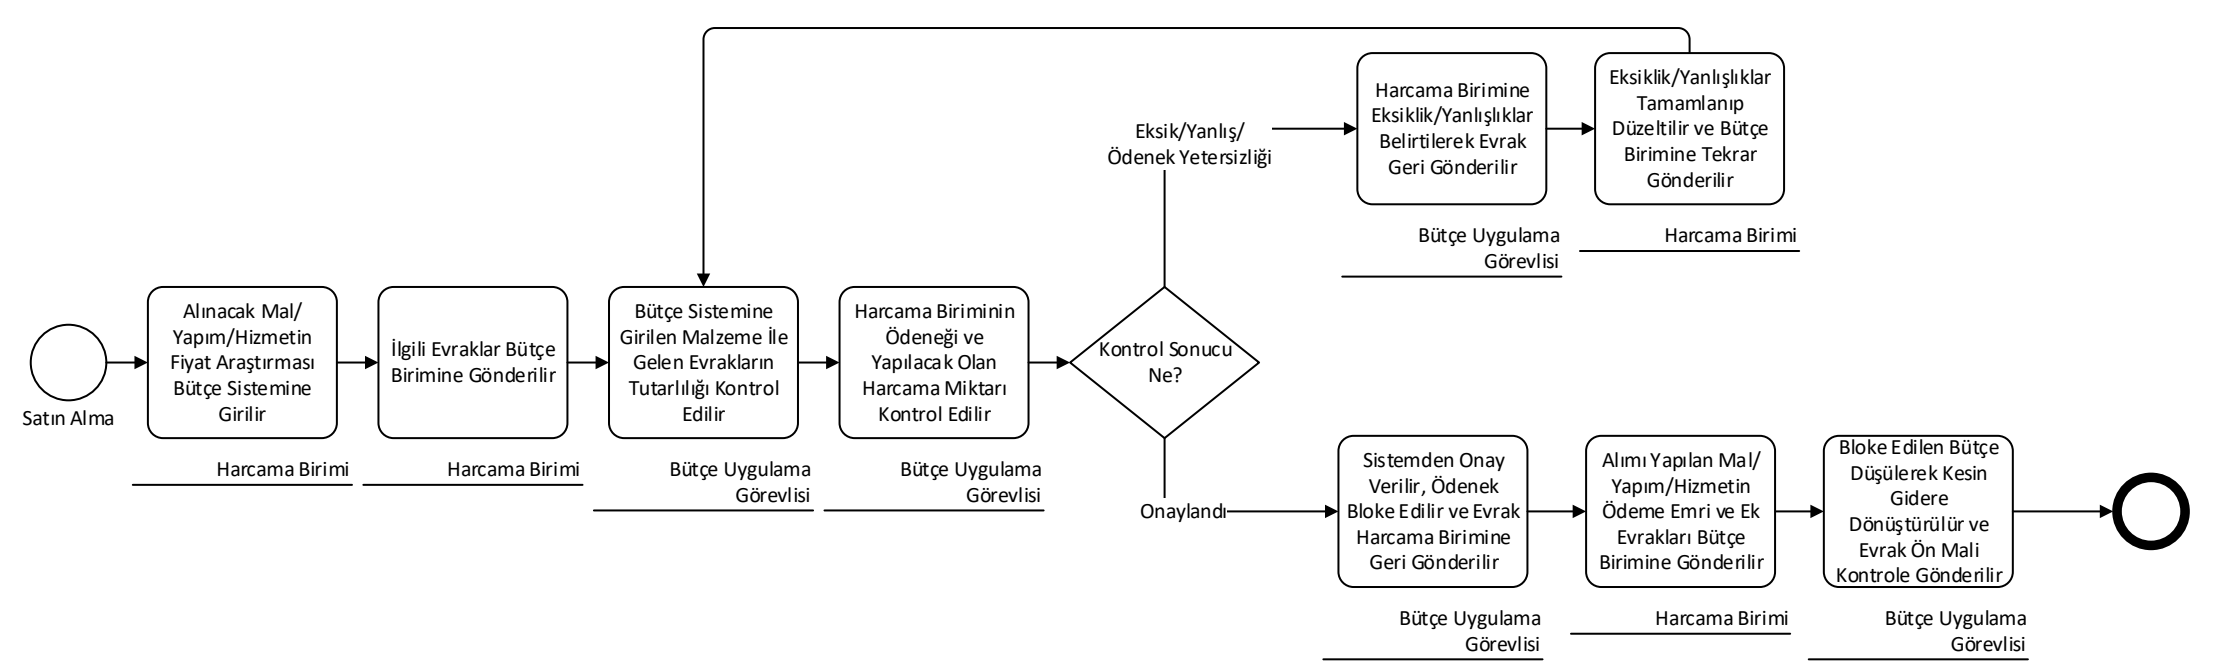 Satın Alma
Alınacak Mal/
Yapım/Hizmetin
Fiyat Araştırması
Bütçe Sistemine
Girilir
Harcama Birimi
İlgili Evraklar Bütçe
Birimine Gönderilir
Harcama Birimi
Bütçe Sistemine
Girilen Malzeme İle
Gelen Evrakların
Tutarlılığı Kontrol
Edilir
Bütçe Uygulama
Görevlisi
Harcama Biriminin
Ödeneği ve
Yapılacak Olan
Harcama Miktarı
Kontrol Edilir
Bütçe Uygulama
Görevlisi
Kontrol Sonucu
Ne?
Eksik/Yanlış/
Ödenek Yetersizliği
Harcama Birimine
Eksiklik/Yanlışlıklar
Belirtilerek Evrak
Geri Gönderilir
Bütçe Uygulama
Görevlisi
Eksiklik/Yanlışlıklar
Tamamlanıp
Düzeltilir ve Bütçe
Birimine Tekrar
Gönderilir
Harcama Birimi
Onaylandı
Sistemden Onay
Verilir, Ödenek
Bloke Edilir ve Evrak
Harcama Birimine
Geri Gönderilir
Bütçe Uygulama
Görevlisi
Alımı Yapılan Mal/
Yapım/Hizmetin
Ödeme Emri ve Ek
Evrakları Bütçe
Birimine Gönderilir
Harcama Birimi
Bloke Edilen Bütçe
Düşülerek Kesin
Gidere
Dönüştürülür ve
Evrak Ön Mali
Kontrole Gönderilir
Bütçe Uygulama
Görevlisi